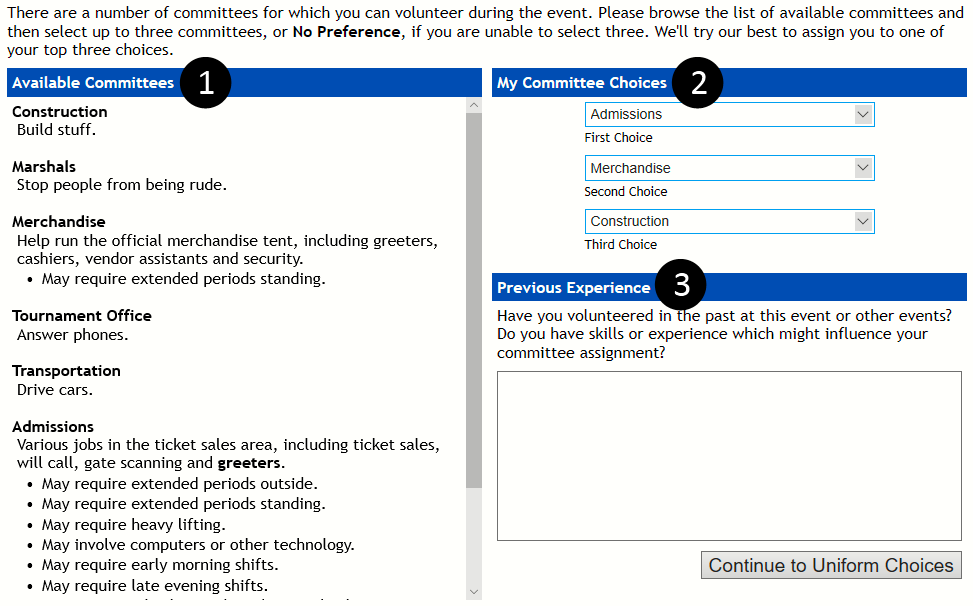 There are a number of committees for which you can volunteer during the event. Please browse the list of available committees and
then select up to three committees, or No Preference, if you are unable to select three. We'll try our best to assign you to one of
your top three choices.
Available Committees 1
Construction
Build stuff.
Marshals
Stop people from being rude.
Merchandise
Help run the official merchandise tent, including greeters,
cashiers, vendor assistants and security.
• May require extended periods standing.
Tournament Office
Answer phones.
Transportation
Drive cars.
Admissions
Various jobs in the ticket sales area, including ticket sales,
will call, gate scanning and greeters.
• May require extended periods outside.
• May require extended periods standing.
• May require heavy lifting.
• May involve computers or other technology.
• May require early morning shifts.
• May require late evening shifts.
My Committee Choices 2
Admissions
First Choice
Merchandise
Second Choice
Construction
Third Choice
Previous Experience 3
Have you volunteered in the past at this event or other events?
Do you have skills or experience which might influence your
committee assignment?
Continue to Uniform Choices